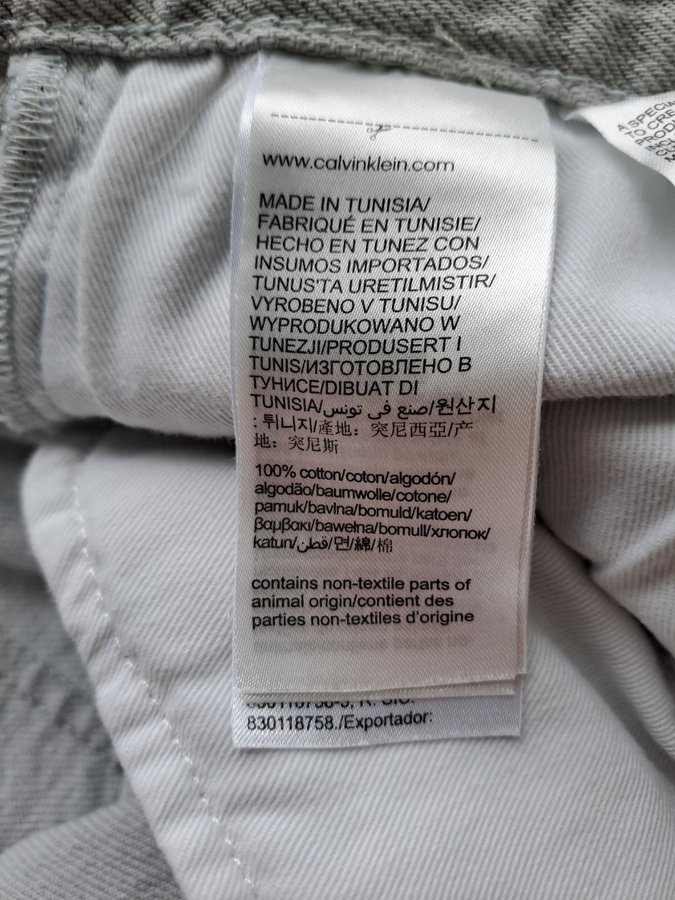 www.calvinklein.com
MADE IN TUNISIA/
FABRIQUÉ EN TUNISIE/
HECHO EN TUNEZ CON
INSUMOS IMPORTADOS/
TUNUS'TA URETILMISTIR/
VYROBENO V TUNISU/
WYPRODUKOWANO W
TUNEZJI/PRODUSERT I
TUNIS/ИЗГОТОВЛЕНО В
ТУНИСЕ/DIBUAT DI
TUNISIA/صنع في تونس/원산지
: 튀니지/產地: 突尼西亞/产
地: 突尼斯
100% cotton/coton/algodón/
algodão/baumwolle/cotone/
pamuk/bavlna/bomuld/katoen/
βαμβακι/bawełna/bomull/хлопок/
katun/قطن/면/綿/棉
contains non-textile parts of
animal origin/contient des
parties non-textiles d'origine
830118758./Exportador:
A SPECIA
TO CRE